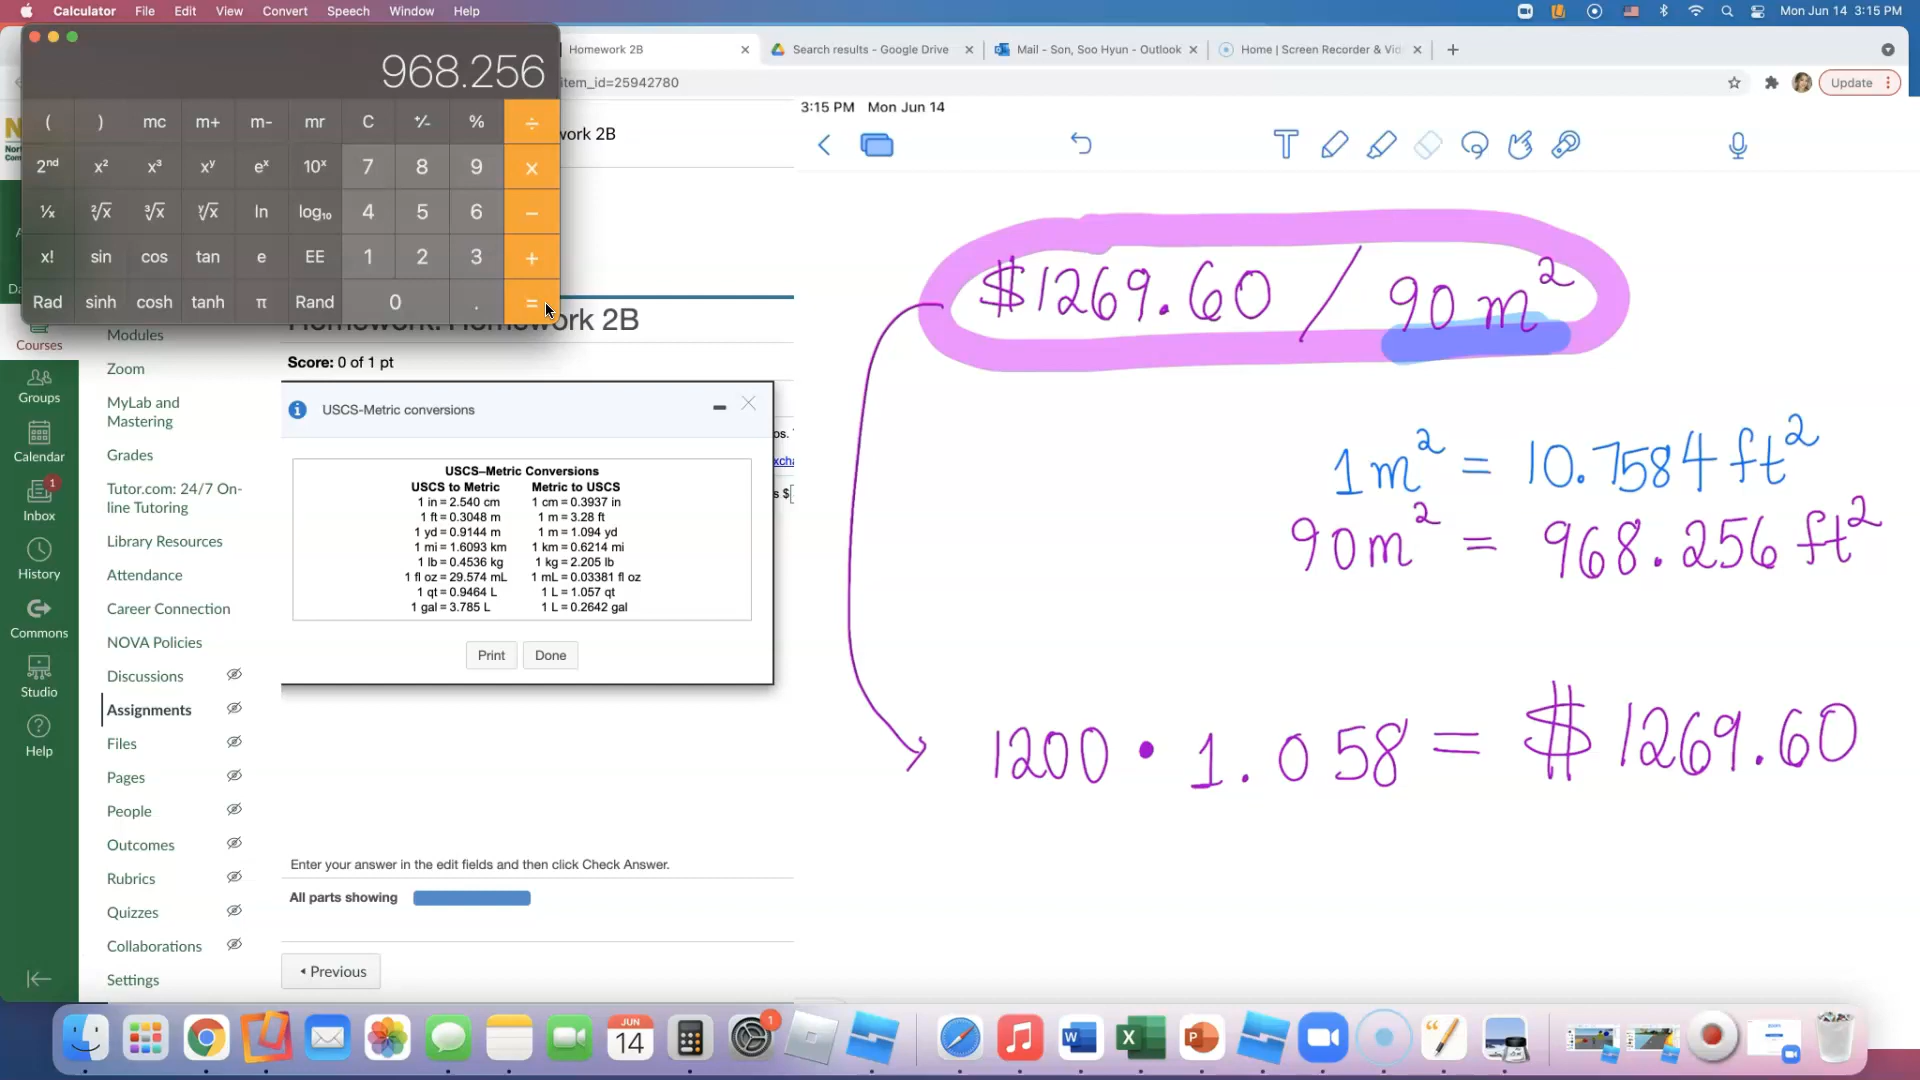 Calculator File Edit View Convert Speech Window Help
Mon Jun 14 3:15 PM
968.256
( ) mc m+ m- mr C +/- % ÷
2nd x² x³ xʸ eˣ 10ˣ 7 8 9 ×
1/x ²√x ³√x ʸ√x ln log₁₀ 4 5 6 −
x! sin cos tan e EE 1 2 3 +
Rad sinh cosh tanh π Rand 0 . =
Homework 2B
Search results - Google Drive
Mail - Son, Soo Hyun - Outlook
Home | Screen Recorder & Vid
item_id=25942780
Update
work 2B
Courses
Groups
Calendar
1
Inbox
History
Commons
Studio
Help
Modules
Zoom
MyLab and
Mastering
Grades
Tutor.com: 24/7 On-
line Tutoring
Library Resources
Attendance
Career Connection
NOVA Policies
Discussions
Assignments
Files
Pages
People
Outcomes
Rubrics
Quizzes
Collaborations
Settings
Homework: Homework 2B
Score: 0 of 1 pt
USCS-Metric conversions
USCS–Metric Conversions
USCS to Metric Metric to USCS
1 in = 2.540 cm 1 cm = 0.3937 in
1 ft = 0.3048 m 1 m = 3.28 ft
1 yd = 0.9144 m 1 m = 1.094 yd
1 mi = 1.6093 km 1 km = 0.6214 mi
1 lb = 0.4536 kg 1 kg = 2.205 lb
1 fl oz = 29.574 mL 1 mL = 0.03381 fl oz
1 qt = 0.9464 L 1 L = 1.057 qt
1 gal = 3.785 L 1 L = 0.2642 gal
Print Done
os.
xcha
s $
Enter your answer in the edit fields and then click Check Answer.
All parts showing
Previous
3:15 PM Mon Jun 14
T
$1269.60 / 90 m²
1m² = 10.7584 ft²
90m² = 968.256 ft²
1200 • 1.058 = $1269.60
JUN
14
1
W
X
P